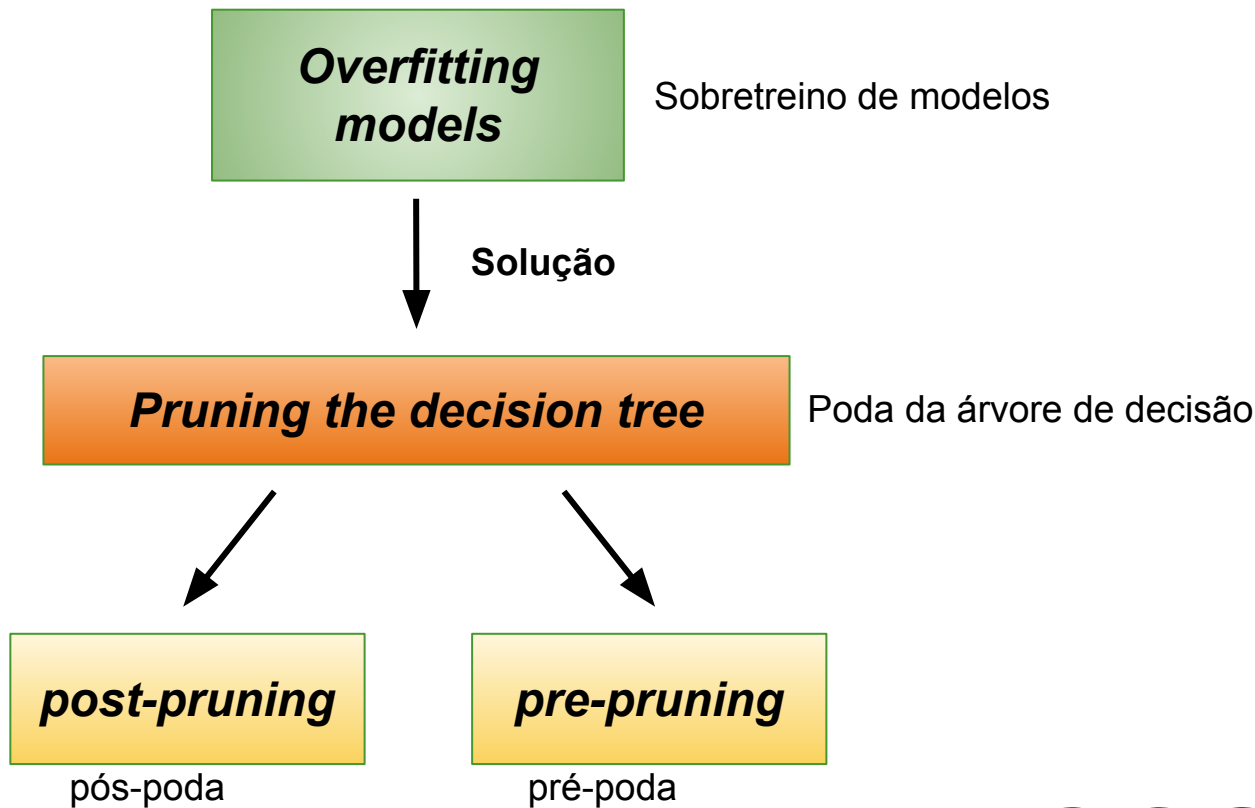 Overfitting
models
Sobretreino de modelos
Solução
Pruning the decision tree
Poda da árvore de decisão
post-pruning
pre-pruning
pós-poda
pré-poda